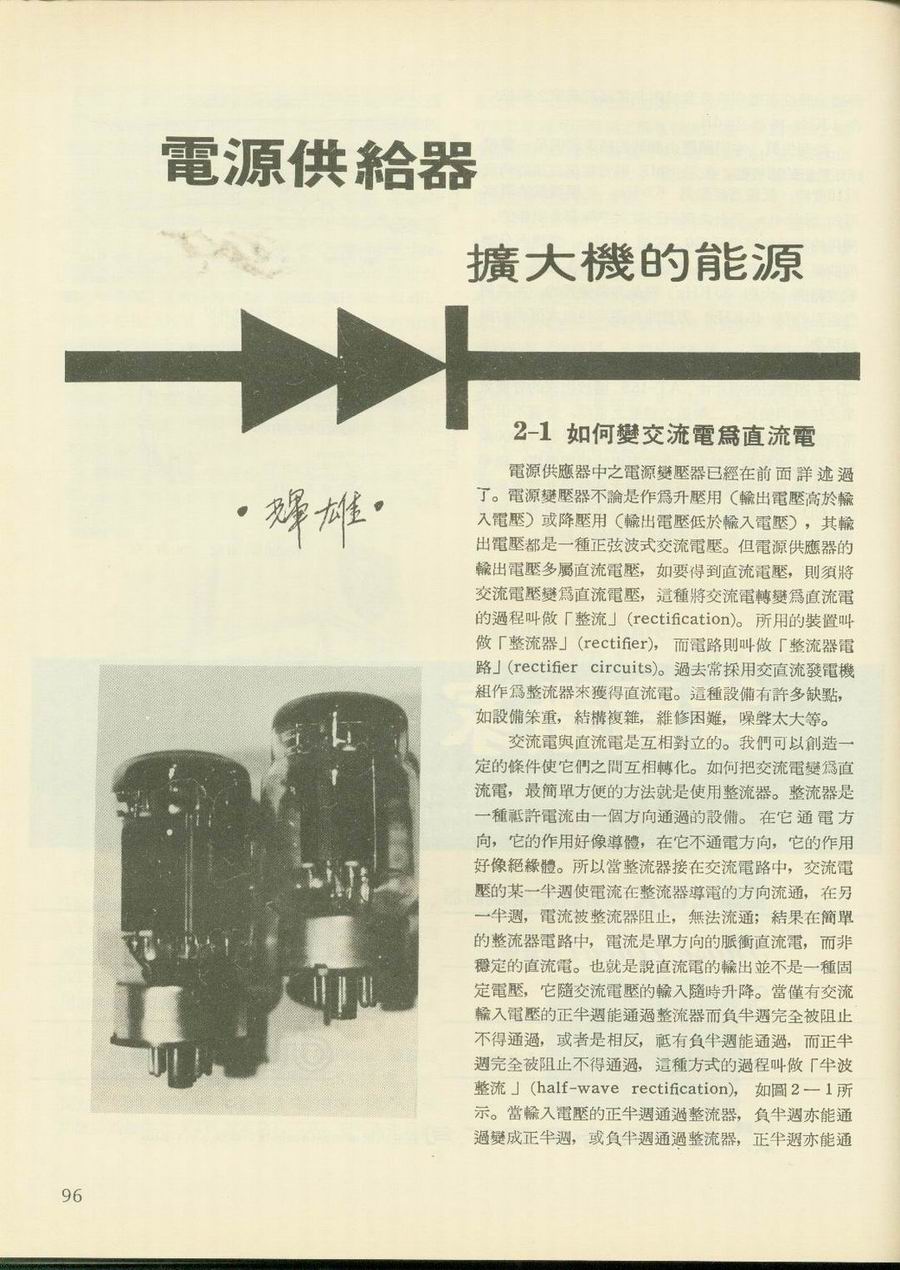 電源供給器
擴大機的能源
·輝雄·
2-1 如何變交流電爲直流電
電源供應器中之電源變壓器已經在前面詳述過
了。電源變壓器不論是作爲升壓用（輸出電壓高於輸
入電壓）或降壓用（輸出電壓低於輸入電壓），其輸
出電壓都是一種正弦波式交流電壓。但電源供應器的
輸出電壓多屬直流電壓，如要得到直流電壓，則須將
交流電壓變爲直流電壓，這種將交流電轉變爲直流電
的過程叫做「整流」(rectification)。所用的裝置叫
做「整流器」(rectifier)，而電路則叫做「整流器電
路」(rectifier circuits)。過去常採用交直流發電機
組作爲整流器來獲得直流電。這種設備有許多缺點，
如設備笨重，結構複雜，維修困難，噪聲太大等。
交流電與直流電是互相對立的。我們可以創造一
定的條件使它們之間互相轉化。如何把交流電變爲直
流電，最簡單方便的方法就是使用整流器。整流器是
一種祗許電流由一個方向通過的設備。在它通電方
向，它的作用好像導體，在它不通電方向，它的作用
好像絕緣體。所以當整流器接在交流電路中，交流電
壓的某一半週使電流在整流器導電的方向流通，在另
一半週，電流被整流器阻止，無法流通；結果在簡單
的整流器電路中，電流是單方向的脈衝直流電，而非
穩定的直流電。也就是說直流電的輸出並不是一種固
定電壓，它隨交流電壓的輸入隨時升降。當僅有交流
輸入電壓的正半週能通過整流器而負半週完全被阻止
不得通過，或者是相反，祗有負半週能通過，而正半
週完全被阻止不得通過，這種方式的過程叫做「半波
整流」(half-wave rectification)，如圖2－1所
示。當輸入電壓的正半週通過整流器，負半週亦能通
過變成正半週，或負半週通過整流器，正半週亦能通
96